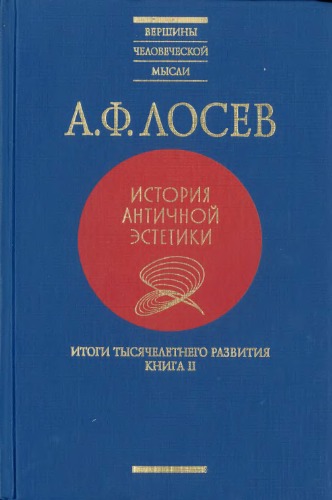 ВЕРШИНЫ
ЧЕЛОВЕЧЕСКОЙ
МЫСЛИ
А.Ф.ЛОСЕВ
ИСТОРИЯ
АНТИЧНОЙ
ЭСТЕТИКИ
ИТОГИ ТЫСЯЧЕЛЕТНЕГО РАЗВИТИЯ
КНИГА II